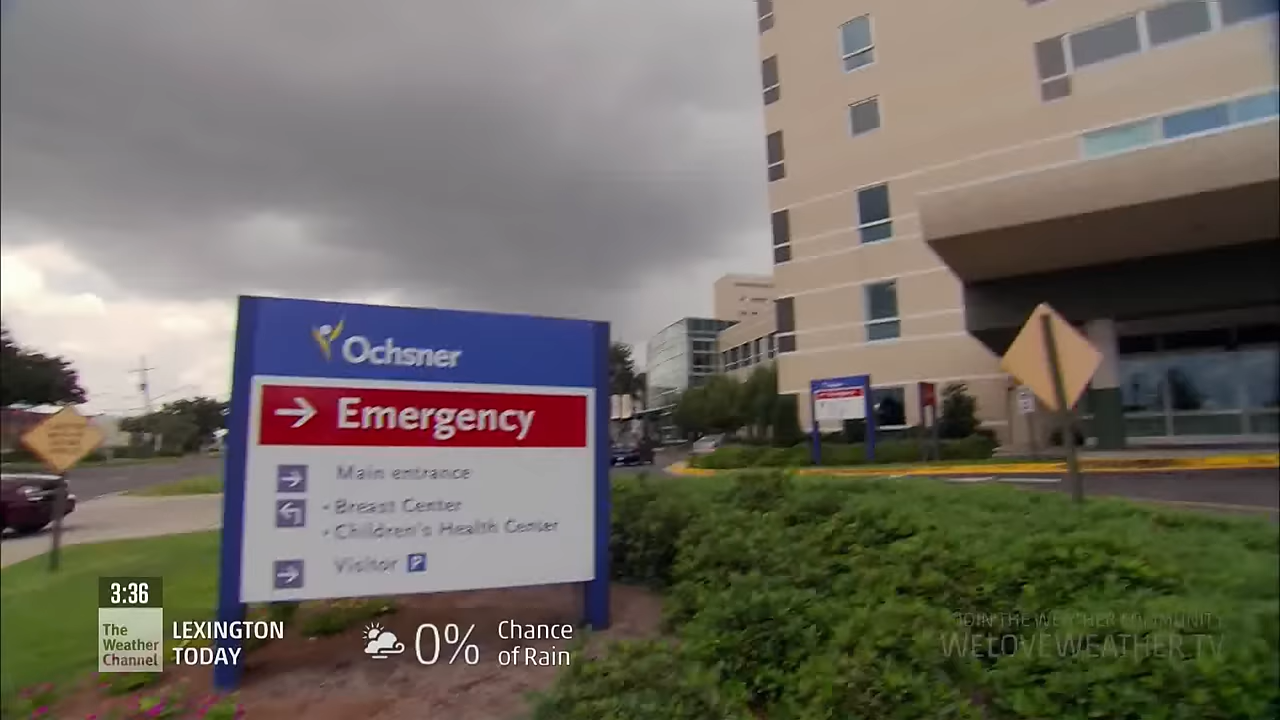 Ochsner
Emergency
Main entrance
• Breast Center
• Children's Health Center
Visitor P
3:36
The
Weather
Channel
LEXINGTON
TODAY
0%
Chance
of Rain
JOIN THE WEATHER COMMUNITY
WELOVEWEATHER.TV